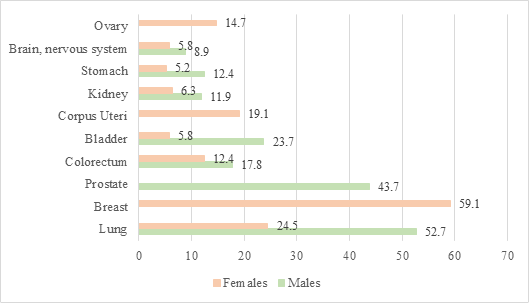 Ovary
14.7
Brain, nervous system
5.8
8.9
Stomach
5.2
12.4
Kidney
6.3
11.9
Corpus Uteri
19.1
Bladder
5.8
23.7
Colorectum
12.4
17.8
Prostate
43.7
Breast
59.1
Lung
24.5
52.7
0 10 20 30 40 50 60 70
Females Males